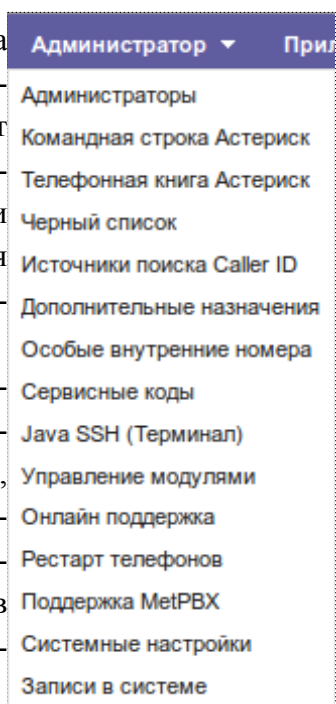 Администратор
Администраторы
Командная строка Астериск
Телефонная книга Астериск
Черный список
Источники поиска Caller ID
Дополнительные назначения
Особые внутренние номера
Сервисные коды
Java SSH (Терминал)
Управление модулями
Онлайн поддержка
Рестарт телефонов
Поддержка MetPBX
Системные настройки
Записи в системе